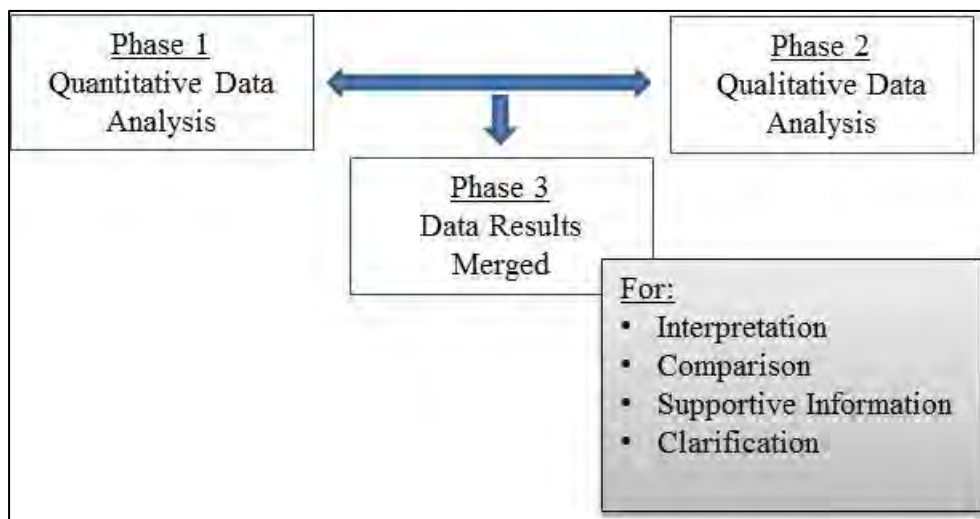 Phase 1
Quantitative Data
Analysis
Phase 2
Qualitative Data
Analysis
Phase 3
Data Results
Merged
For:
• Interpretation
• Comparison
• Supportive Information
• Clarification